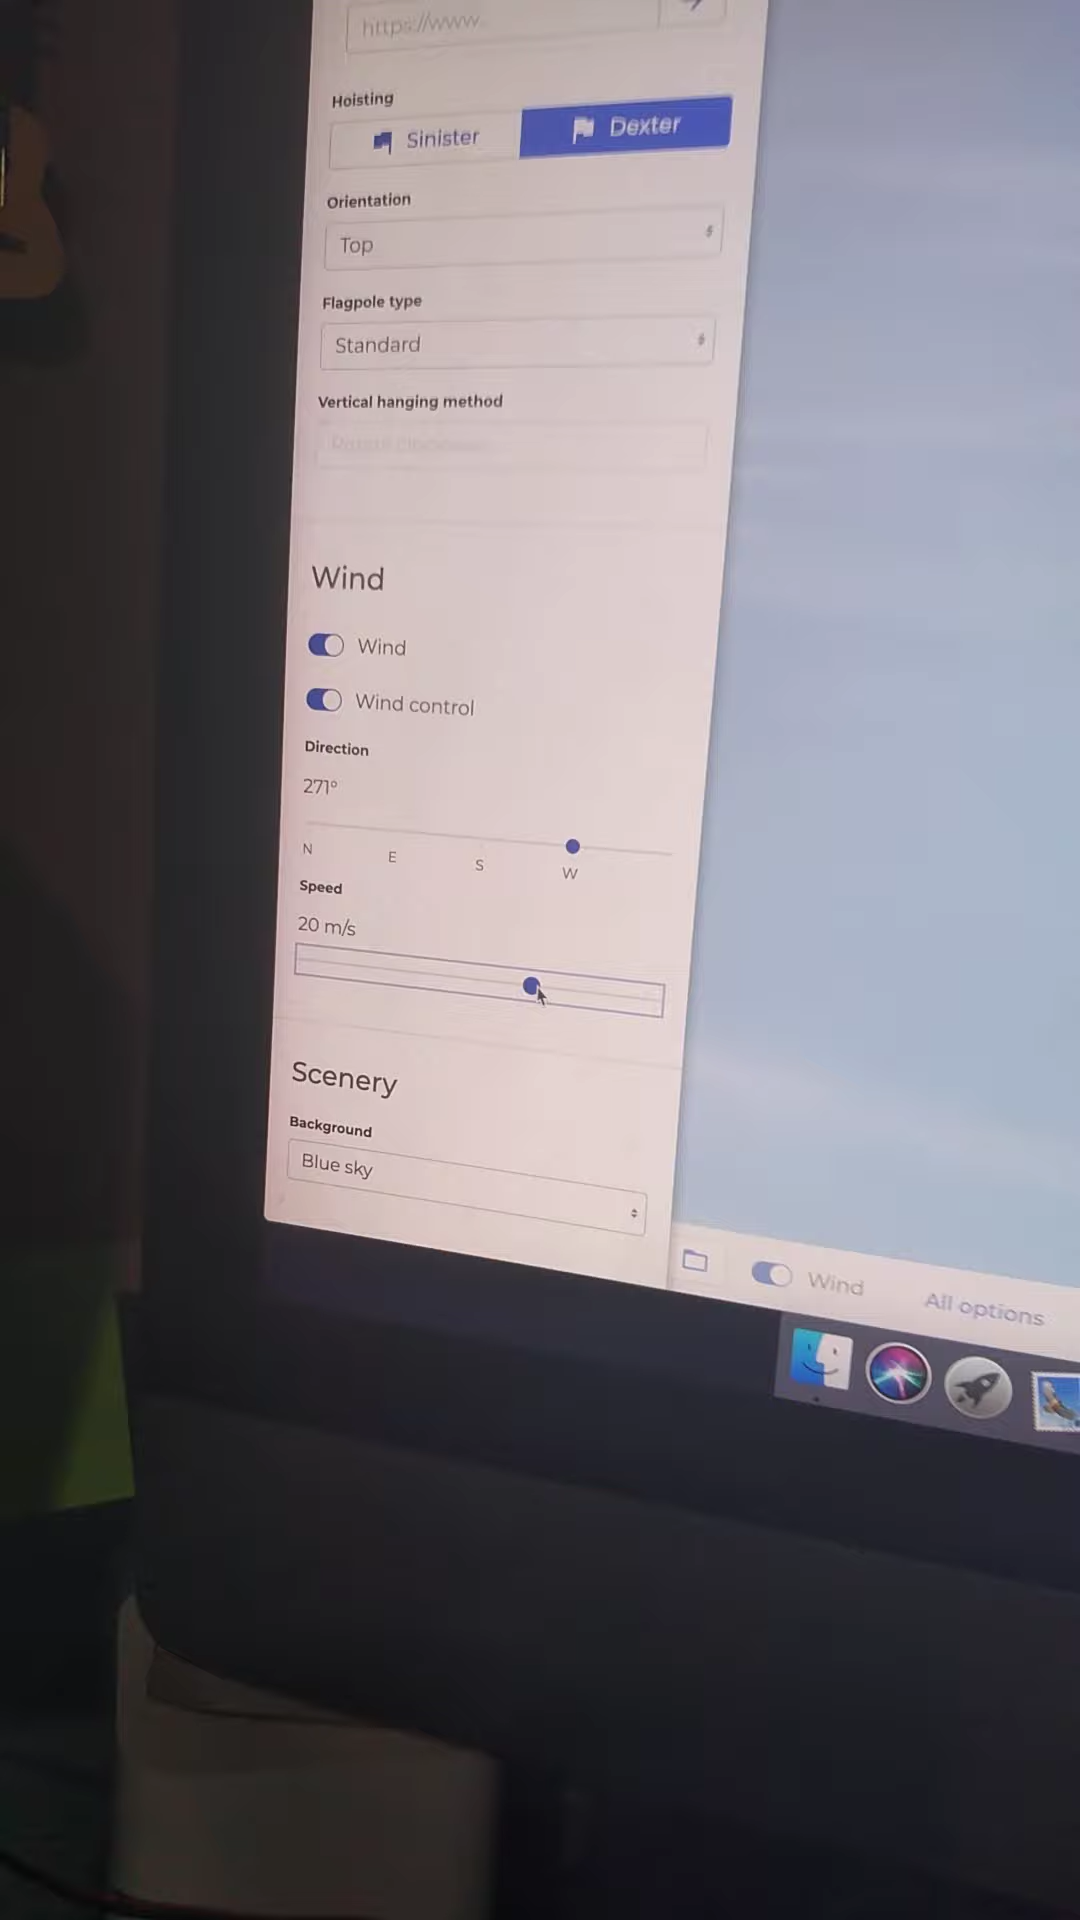 https://www.
Hoisting
Sinister
Dexter
Orientation
Top
Flagpole type
Standard
Vertical hanging method
Wind
Wind
Wind control
Direction
271°
N E S W
Speed
20 m/s
Scenery
Background
Blue sky
Wind
All options